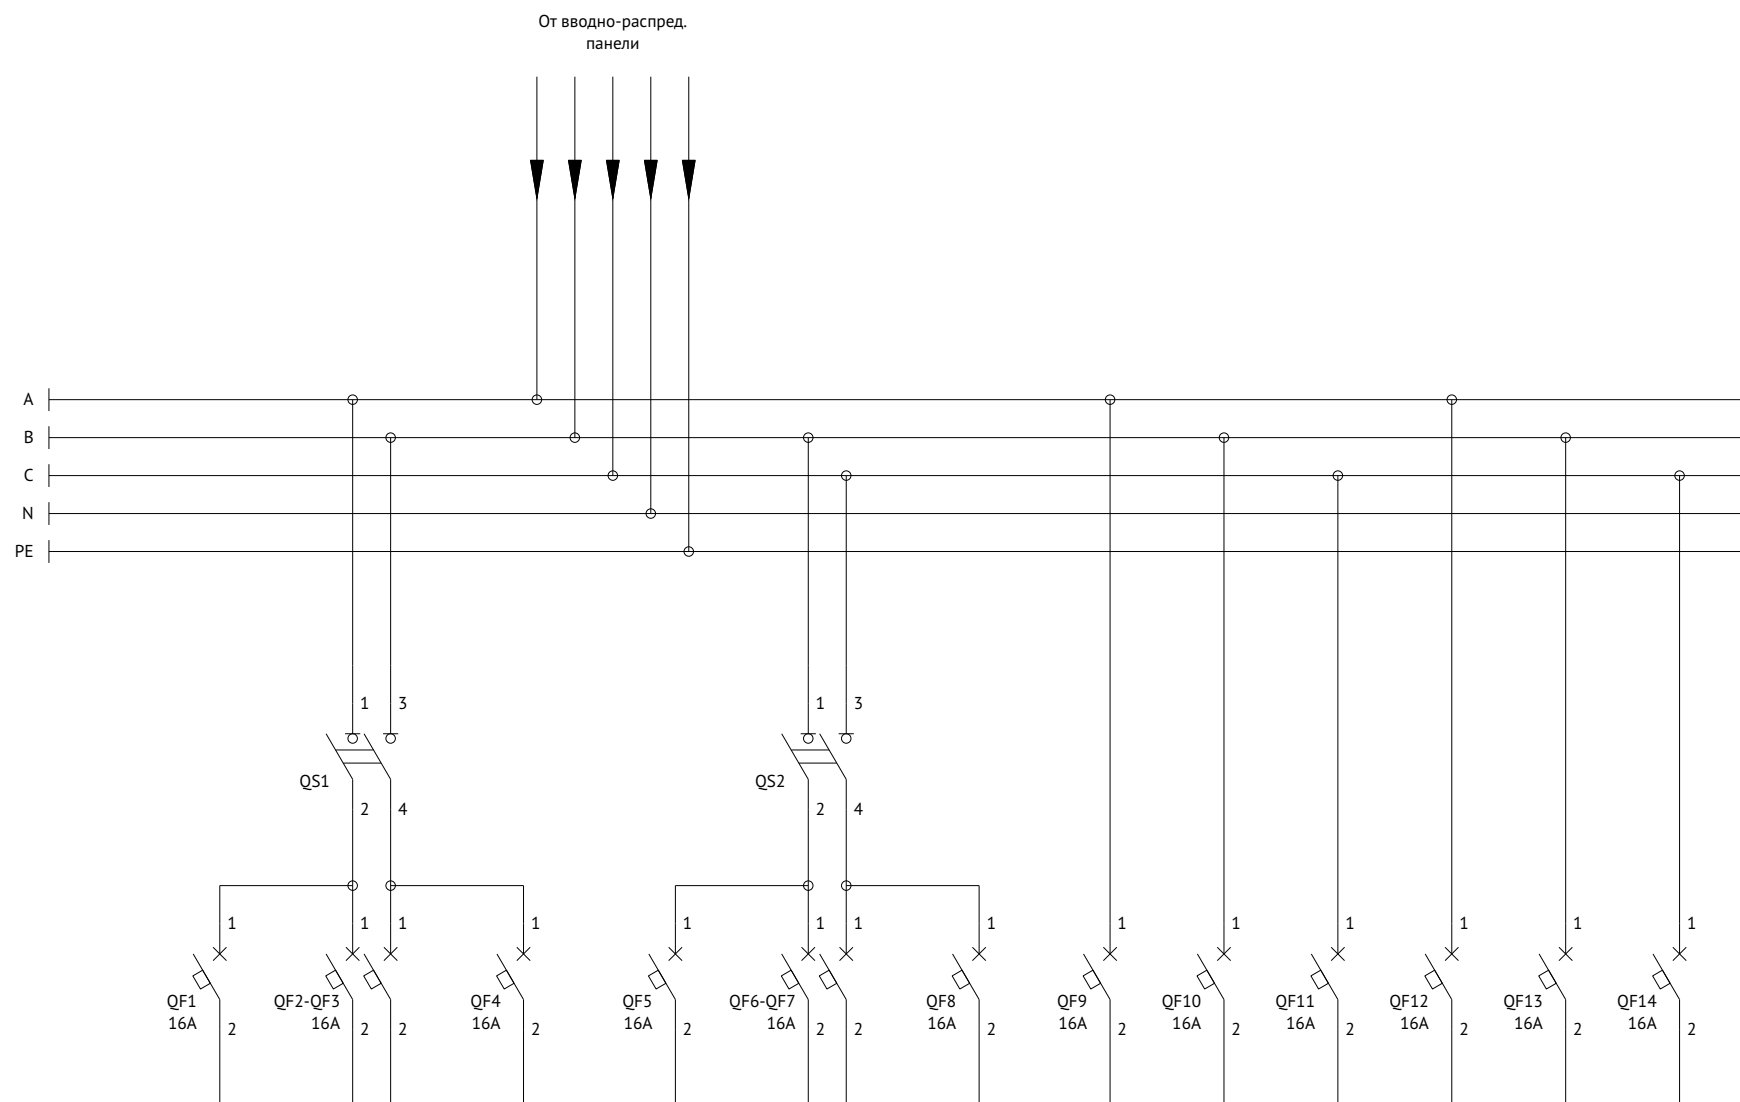 От вводно-распред.
панели
A
B
C
N
PE
1 3 1 3
QS1 QS2
2 4 2 4
1 1 1 1 1 1 1 1 1 1 1 1 1 1
QF1 QF2-QF3 QF4 QF5 QF6-QF7 QF8 QF9 QF10 QF11 QF12 QF13 QF14
16A 16A 16A 16A 16A 16A 16A 16A 16A 16A 16A 16A
2 2 2 2 2 2 2 2 2 2 2 2 2 2